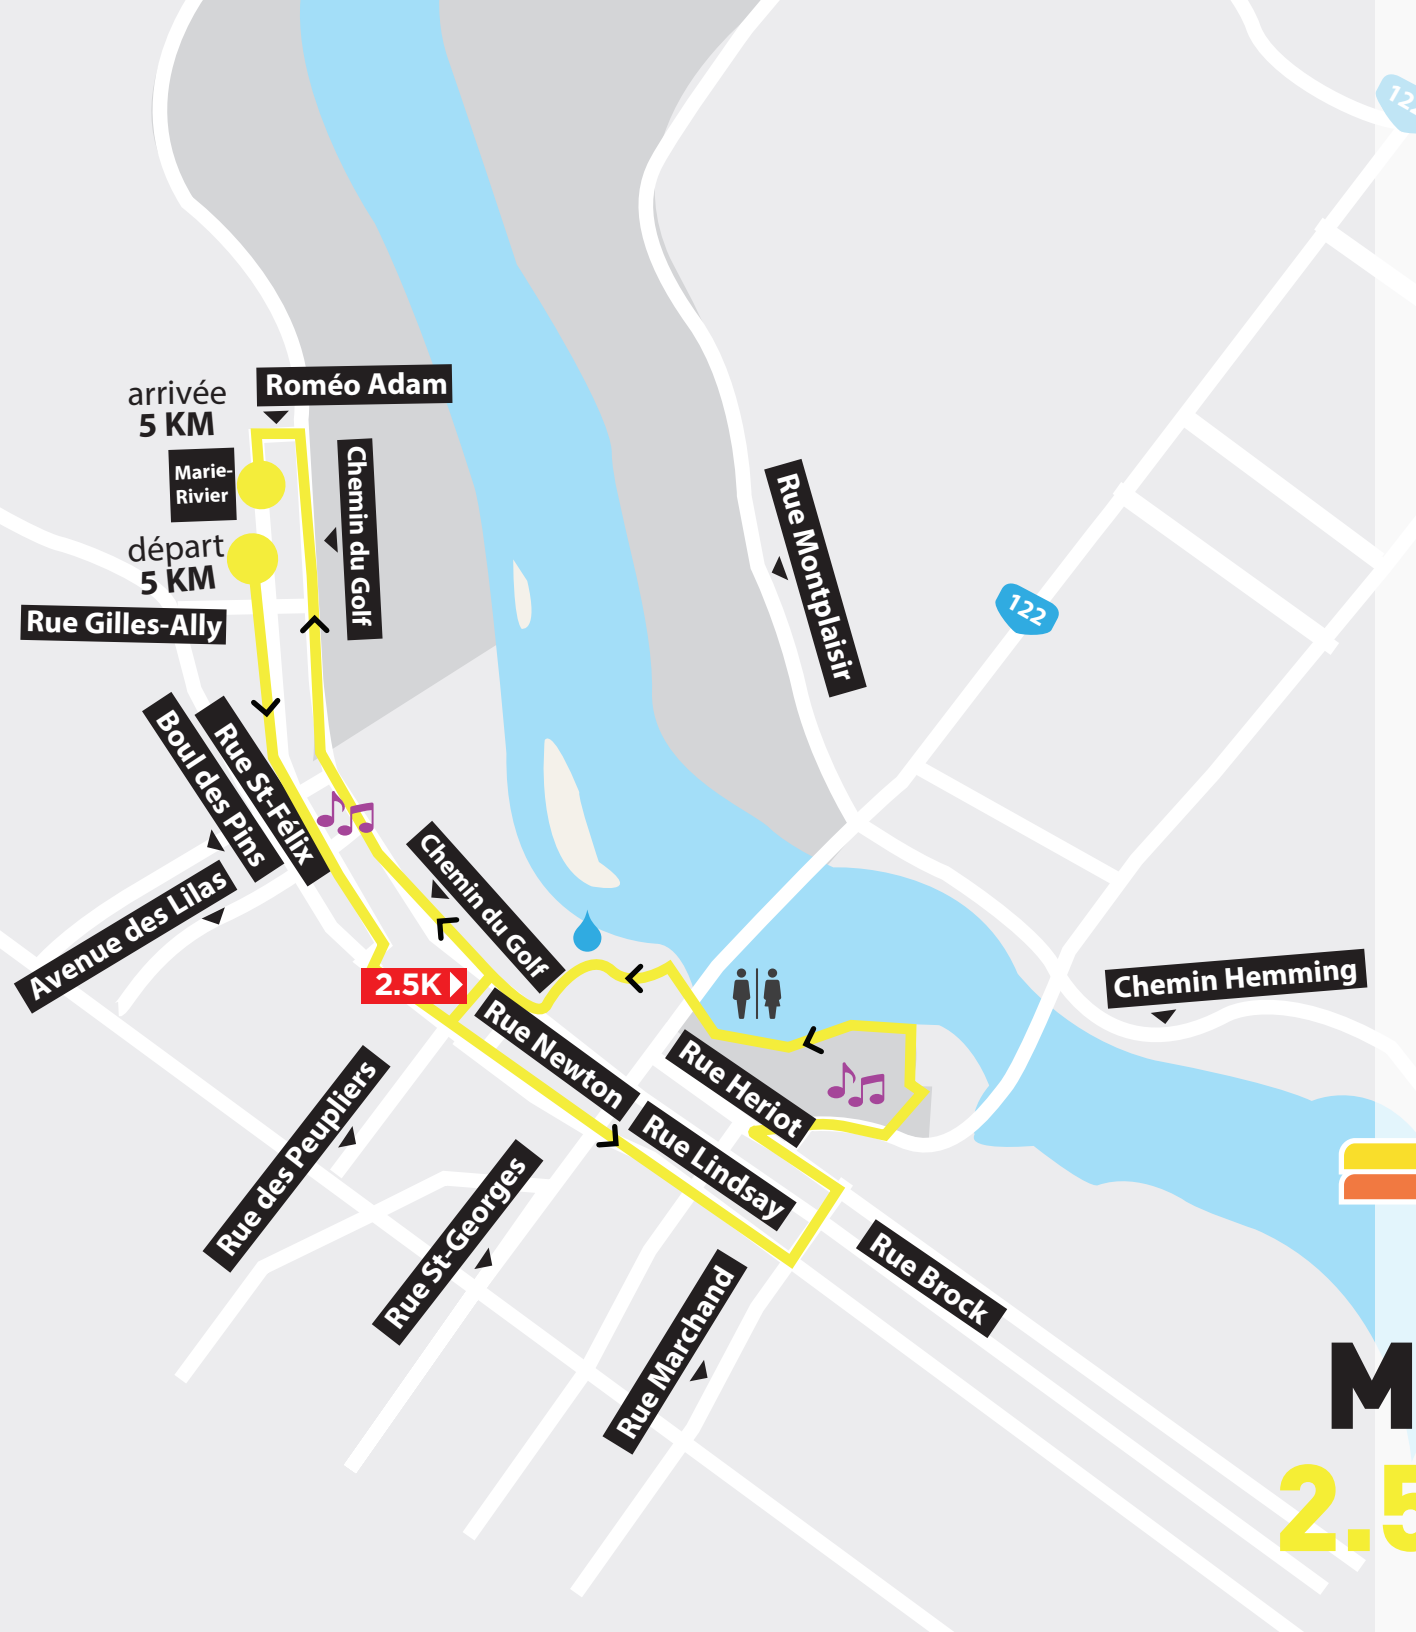 122
Roméo Adam
arrivée
5 KM
Marie-
Rivier
Chemin du Golf
départ
5 KM
Rue Gilles-Ally
Rue Montplaisir
122
Boul des Pins
Rue St-Félix
Avenue des Lilas
Chemin du Golf
2.5K
Chemin Hemming
Rue Newton
Rue Heriot
Rue des Peupliers
Rue Lindsay
Rue St-Georges
Rue Brock
Rue Marchand
M
2.5